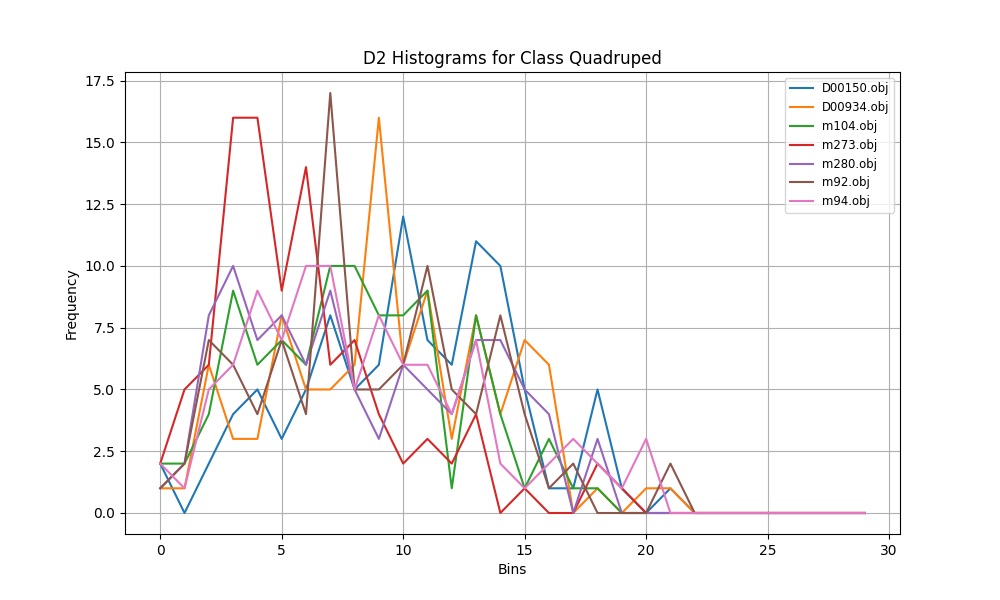 D2 Histograms for Class Quadruped
17.5
15.0
12.5
10.0
7.5
5.0
2.5
0.0
Frequency
D00150.obj
D00934.obj
m104.obj
m273.obj
m280.obj
m92.obj
m94.obj
0 5 10 15 20 25 30
Bins